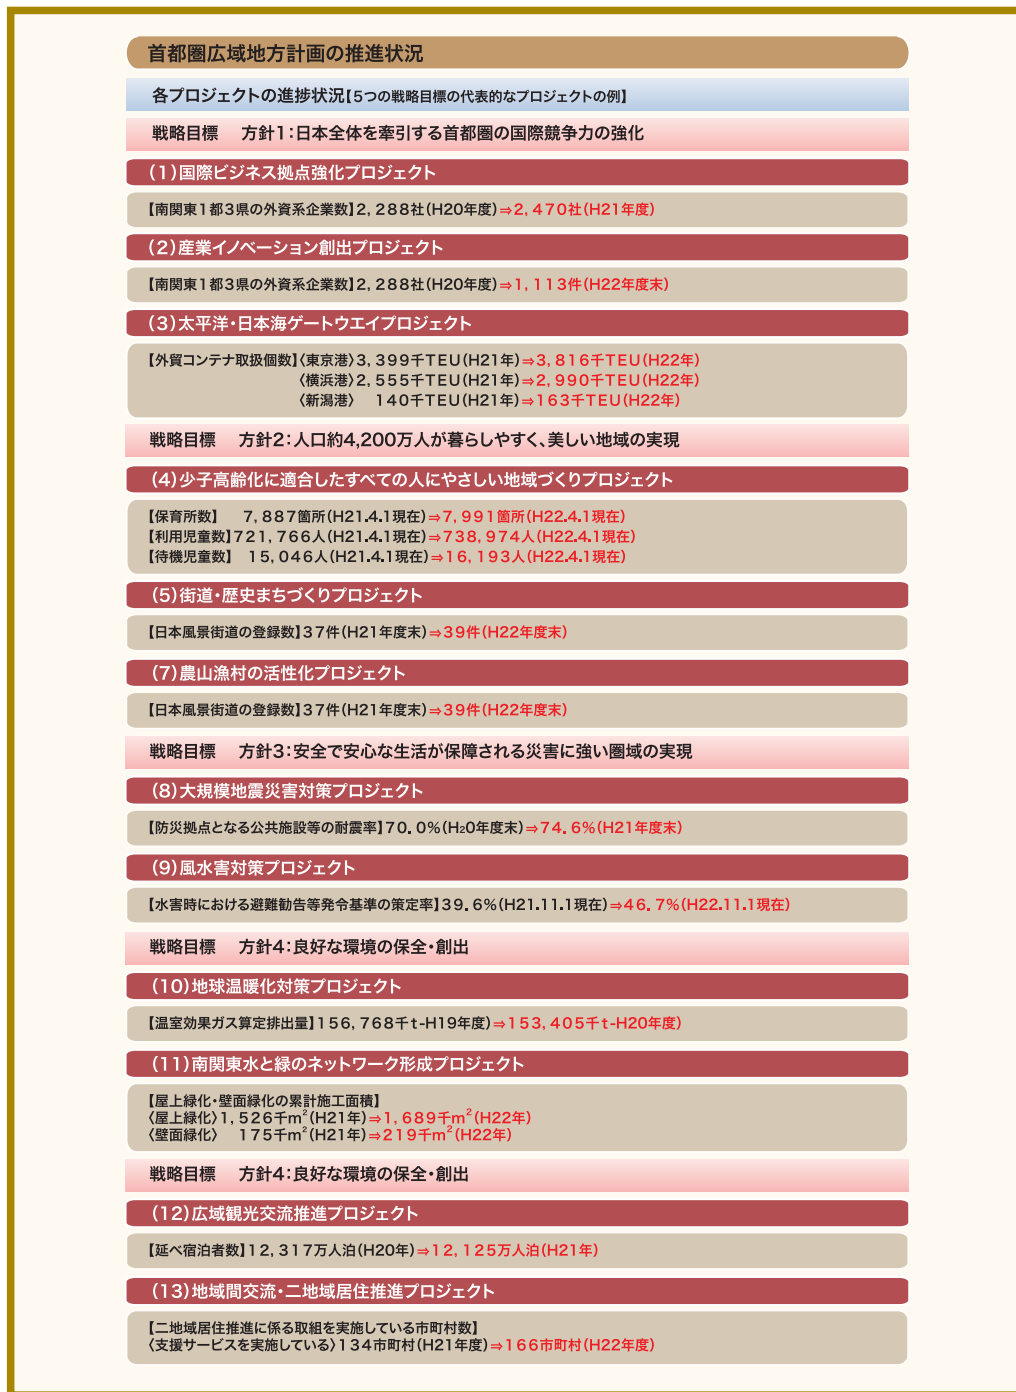 首都圏広域地方計画の推進状況
各プロジェクトの進捗状況【5つの戦略目標の代表的なプロジェクトの例】
戦略目標　方針1：日本全体を牽引する首都圏の国際競争力の強化
（1）国際ビジネス拠点強化プロジェクト
【南関東１都３県の外資系企業数】２，２８８社（H20年度）⇒２，４７０社（H21年度）
（2）産業イノベーション創出プロジェクト
【南関東１都３県の外資系企業数】２，２８８社（H20年度）⇒１，１１３件（H22年度末）
（3）太平洋・日本海ゲートウエイプロジェクト
【外貿コンテナ取扱個数】〈東京港〉３，３９９千ＴＥＵ（H21年）⇒３，８１６千ＴＥＵ（H22年）
〈横浜港〉２，５５５千ＴＥＵ（H21年）⇒２，９９０千ＴＥＵ（H22年）
〈新潟港〉　１４０千ＴＥＵ（H21年）⇒１６３千ＴＥＵ（H22年）
戦略目標　方針2：人口約4,200万人が暮らしやすく、美しい地域の実現
（4）少子高齢化に適合したすべての人にやさしい地域づくりプロジェクト
【保育所数】　７，８８７箇所（H21.4.1現在）⇒７，９９１箇所（H22.4.1現在）
【利用児童数】７２１，７６６人（H21.4.1現在）⇒７３８，９７４人（H22.4.1現在）
【待機児童数】　１５，０４６人（H21.4.1現在）⇒１６，１９３人（H22.4.1現在）
（5）街道・歴史まちづくりプロジェクト
【日本風景街道の登録数】３７件（H21年度末）⇒３９件（H22年度末）
（7）農山漁村の活性化プロジェクト
【日本風景街道の登録数】３７件（H21年度末）⇒３９件（H22年度末）
戦略目標　方針3：安全で安心な生活が保障される災害に強い圏域の実現
（8）大規模地震災害対策プロジェクト
【防災拠点となる公共施設等の耐震率】７０．０％（H20年度末）⇒７４．６％（H21年度末）
（9）風水害対策プロジェクト
【水害時における避難勧告等発令基準の策定率】３９．６％（H21.11.1現在）⇒４６．７％（H22.11.1現在）
戦略目標　方針4：良好な環境の保全・創出
（10）地球温暖化対策プロジェクト
【温室効果ガス算定排出量】１５６，７６８千ｔ-H19年度）⇒１５３，４０５千ｔ-H20年度）
（11）南関東水と緑のネットワーク形成プロジェクト
【屋上緑化・壁面緑化の累計施工面積】
〈屋上緑化〉１，５２６千m²（H21年）⇒１，６８９千m²（H22年）
〈壁面緑化〉　１７５千m²（H21年）⇒２１９千m²（H22年）
戦略目標　方針4：良好な環境の保全・創出
（12）広域観光交流推進プロジェクト
【延べ宿泊者数】１２，３１７万人泊（H20年）⇒１２，１２５万人泊（H21年）
（13）地域間交流・二地域居住推進プロジェクト
【二地域居住推進に係る取組を実施している市町村数】
〈支援サービスを実施している〉１３４市町村（H21年度）⇒１６６市町村（H22年度）